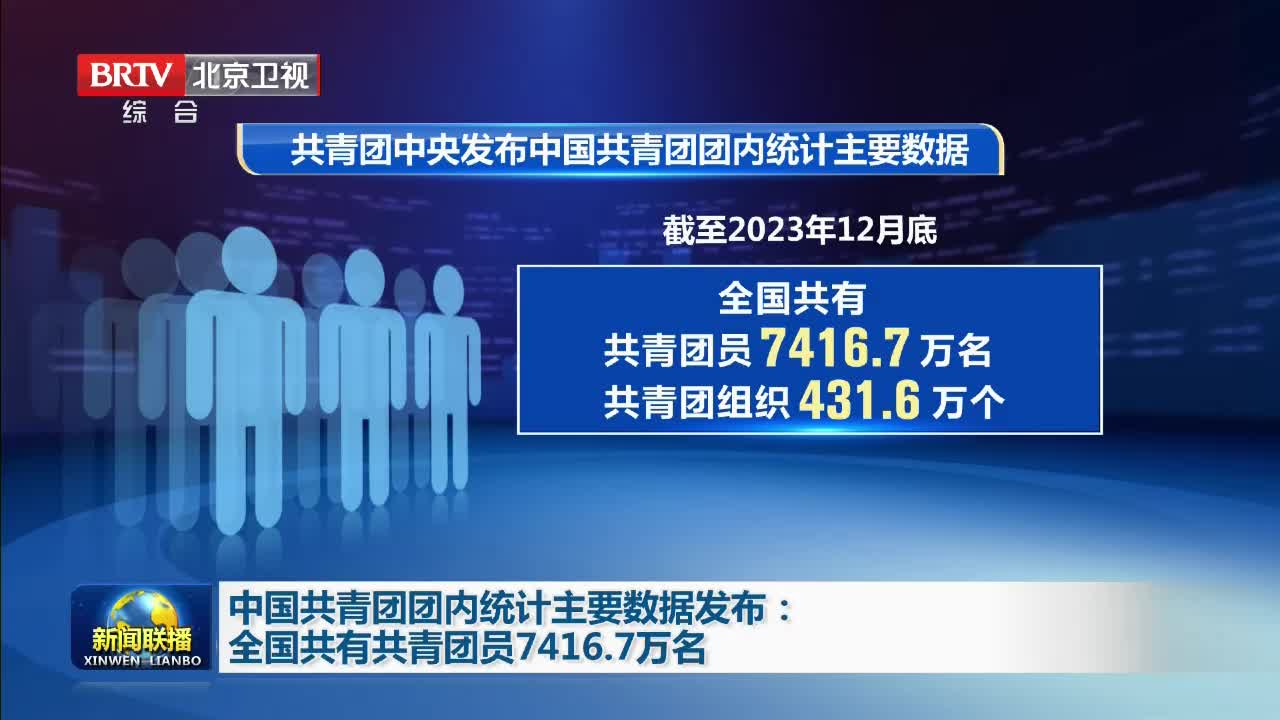 BRTV 北京卫视
综 合
共青团中央发布中国共青团团内统计主要数据
截至2023年12月底
全国共有
共青团员 7416.7 万名
共青团组织 431.6 万个
中国共青团团内统计主要数据发布：
全国共有共青团员7416.7万名
新闻联播
XINWEN LIANBO